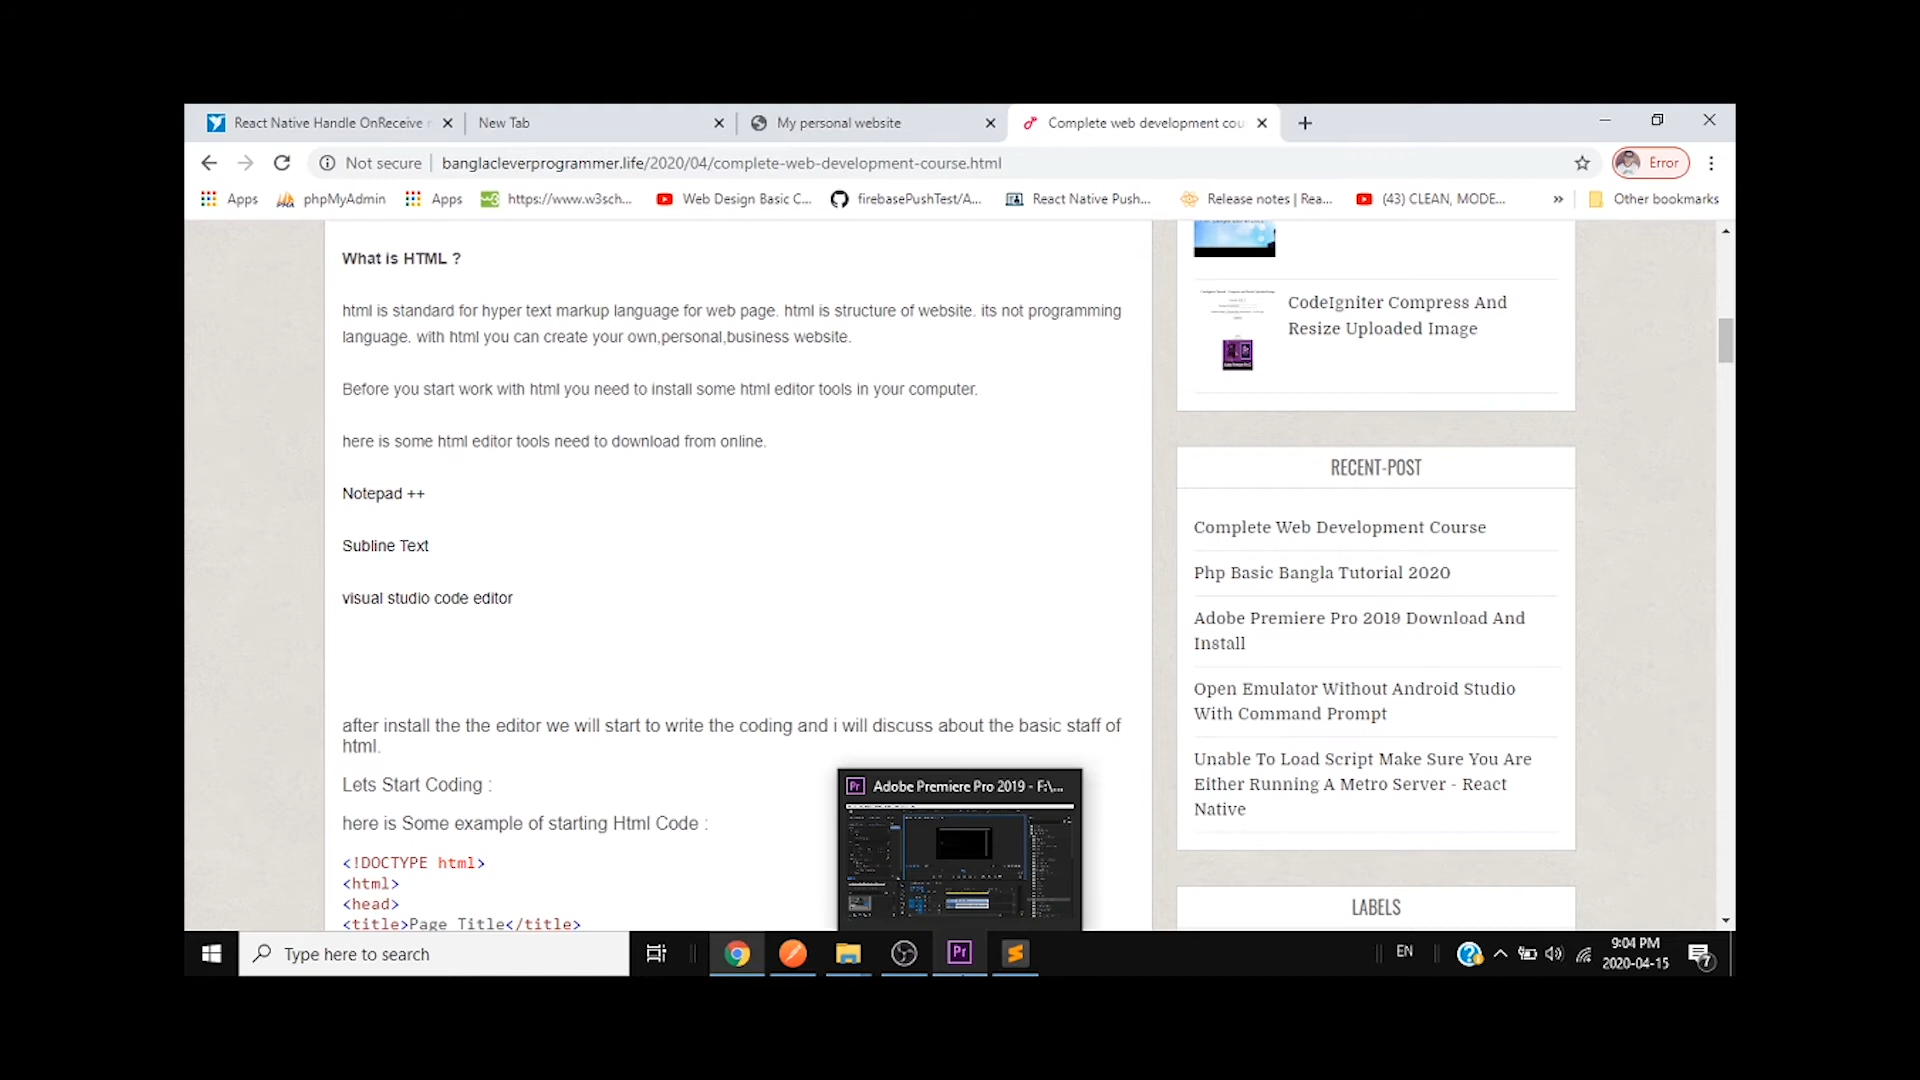 React Native Handle OnReceive
New Tab
My personal website
Complete web development cou
Not secure
banglacleverprogrammer.life/2020/04/complete-web-development-course.html
Error
Apps
phpMyAdmin
Apps
https://www.w3sch...
Web Design Basic C...
firebasePushTest/A...
React Native Push...
Release notes | Rea...
(43) CLEAN, MODE...
»
Other bookmarks
What is HTML ?
html is standard for hyper text markup language for web page. html is structure of website. its not programming
language. with html you can create your own,personal,business website.
Before you start work with html you need to install some html editor tools in your computer.
here is some html editor tools need to download from online.
Notepad ++
Subline Text
visual studio code editor
after install the the editor we will start to write the coding and i will discuss about the basic staff of
html.
Lets Start Coding :
here is Some example of starting Html Code :
<!DOCTYPE html>
<html>
<head>
<title>Page Title</title>
CodeIgniter Compress And
Resize Uploaded Image
RECENT-POST
Complete Web Development Course
Php Basic Bangla Tutorial 2020
Adobe Premiere Pro 2019 Download And
Install
Open Emulator Without Android Studio
With Command Prompt
Unable To Load Script Make Sure You Are
Either Running A Metro Server - React
Native
LABELS
Pr
Adobe Premiere Pro 2019 - F:\...
Type here to search
Pr
EN
9:04 PM
2020-04-15
7